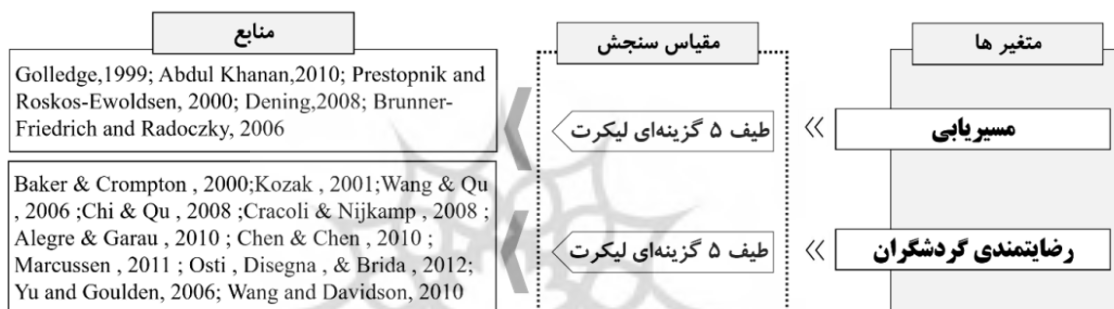 متغیر ها
مقیاس سنجش
منابع
مسیریابی
طیف ۵ گزینه‌ای لیکرت
Golledge,1999; Abdul Khanan,2010; Prestopnik and
Roskos-Ewoldsen, 2000; Dening,2008; Brunner-
Friedrich and Radoczky, 2006
رضایتمندی گردشگران
طیف ۵ گزینه‌ای لیکرت
Baker & Crompton , 2000;Kozak , 2001;Wang & Qu
, 2006 ;Chi & Qu , 2008 ;Cracoli & Nijkamp , 2008 ;
Alegre & Garau , 2010 ; Chen & Chen , 2010 ;
Marcussen , 2011 ; Osti , Disegna , & Brida , 2012;
Yu and Goulden, 2006; Wang and Davidson, 2010